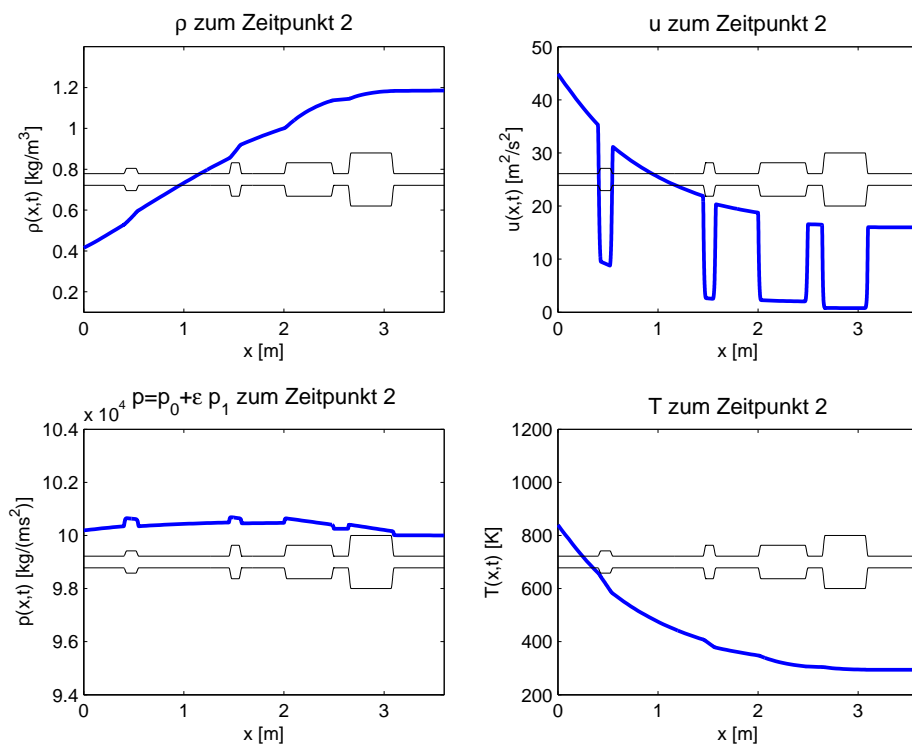 ρ zum Zeitpunkt 2
ρ(x,t) [kg/m³]
1.2
1
0.8
0.6
0.4
0.2
0 1 2 3
x [m]
u zum Zeitpunkt 2
u(x,t) [m²/s²]
50
40
30
20
10
0
0 1 2 3
x [m]
p=p₀+ε p₁ zum Zeitpunkt 2
x 10⁴
p(x,t) [kg/(ms²)]
10.4
10.2
10
9.8
9.6
9.4
0 1 2 3
x [m]
T zum Zeitpunkt 2
T(x,t) [K]
1200
1000
800
600
400
200
0 1 2 3
x [m]